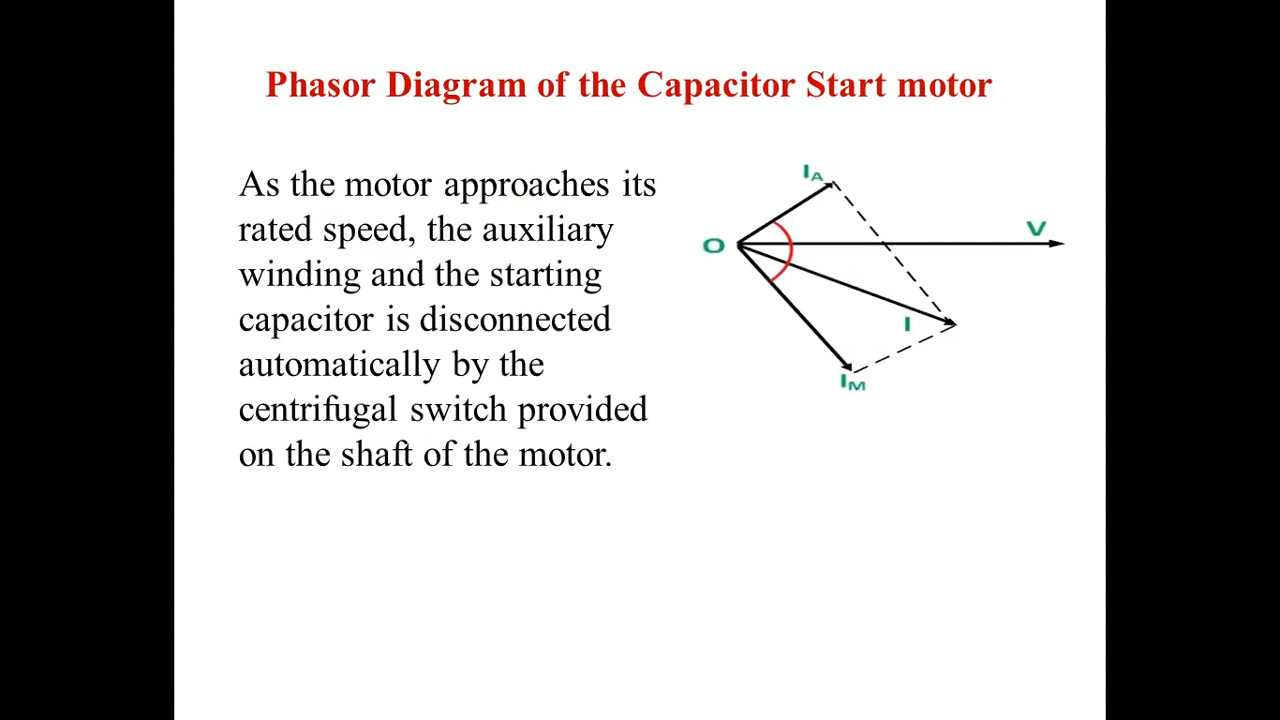 Phasor Diagram of the Capacitor Start motor
As the motor approaches its
rated speed, the auxiliary
winding and the starting
capacitor is disconnected
automatically by the
centrifugal switch provided
on the shaft of the motor.
IA
V
O
I
IM